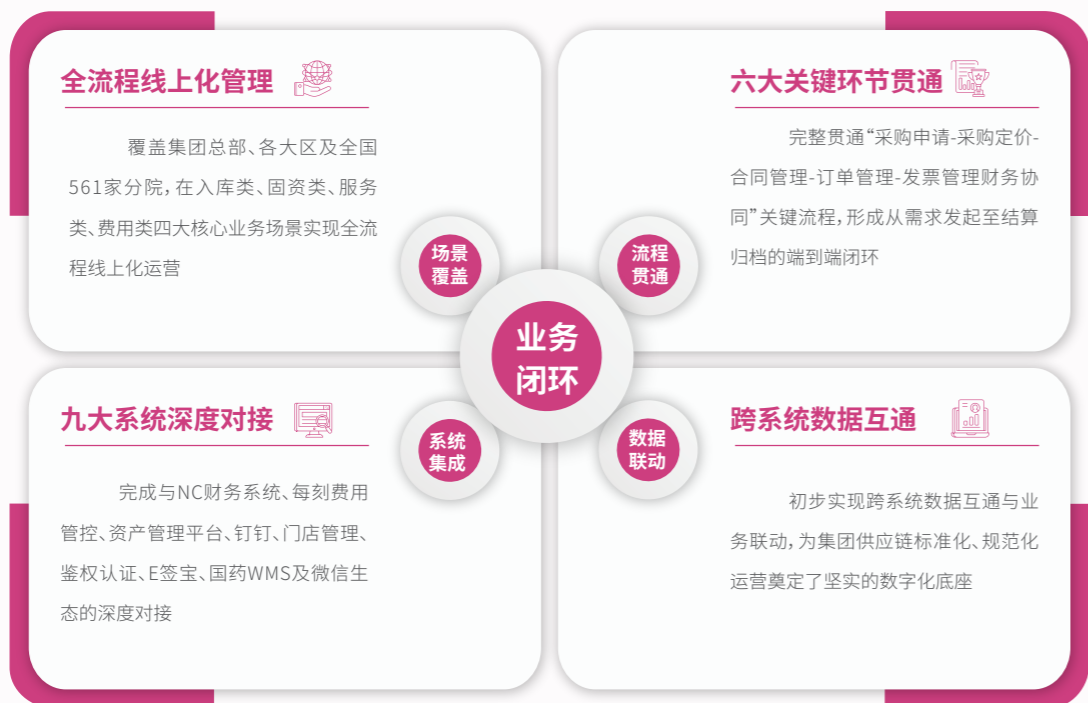 全流程线上化管理
覆盖集团总部、各大区及全国
561家分院，在入库类、固资类、服务
类、费用类四大核心业务场景实现全流
程线上化运营
六大关键环节贯通
完整贯通“采购申请-采购定价-
合同管理-订单管理-发票管理财务协
同”关键流程，形成从需求发起至结算
归档的端到端闭环
场景
覆盖
流程
贯通
业务
闭环
系统
集成
数据
联动
九大系统深度对接
完成与NC财务系统、每刻费用
管控、资产管理平台、钉钉、门店管理、
鉴权认证、E签宝、国药WMS及微信生
态的深度对接
跨系统数据互通
初步实现跨系统数据互通与业
务联动，为集团供应链标准化、规范化
运营奠定了坚实的数字化底座